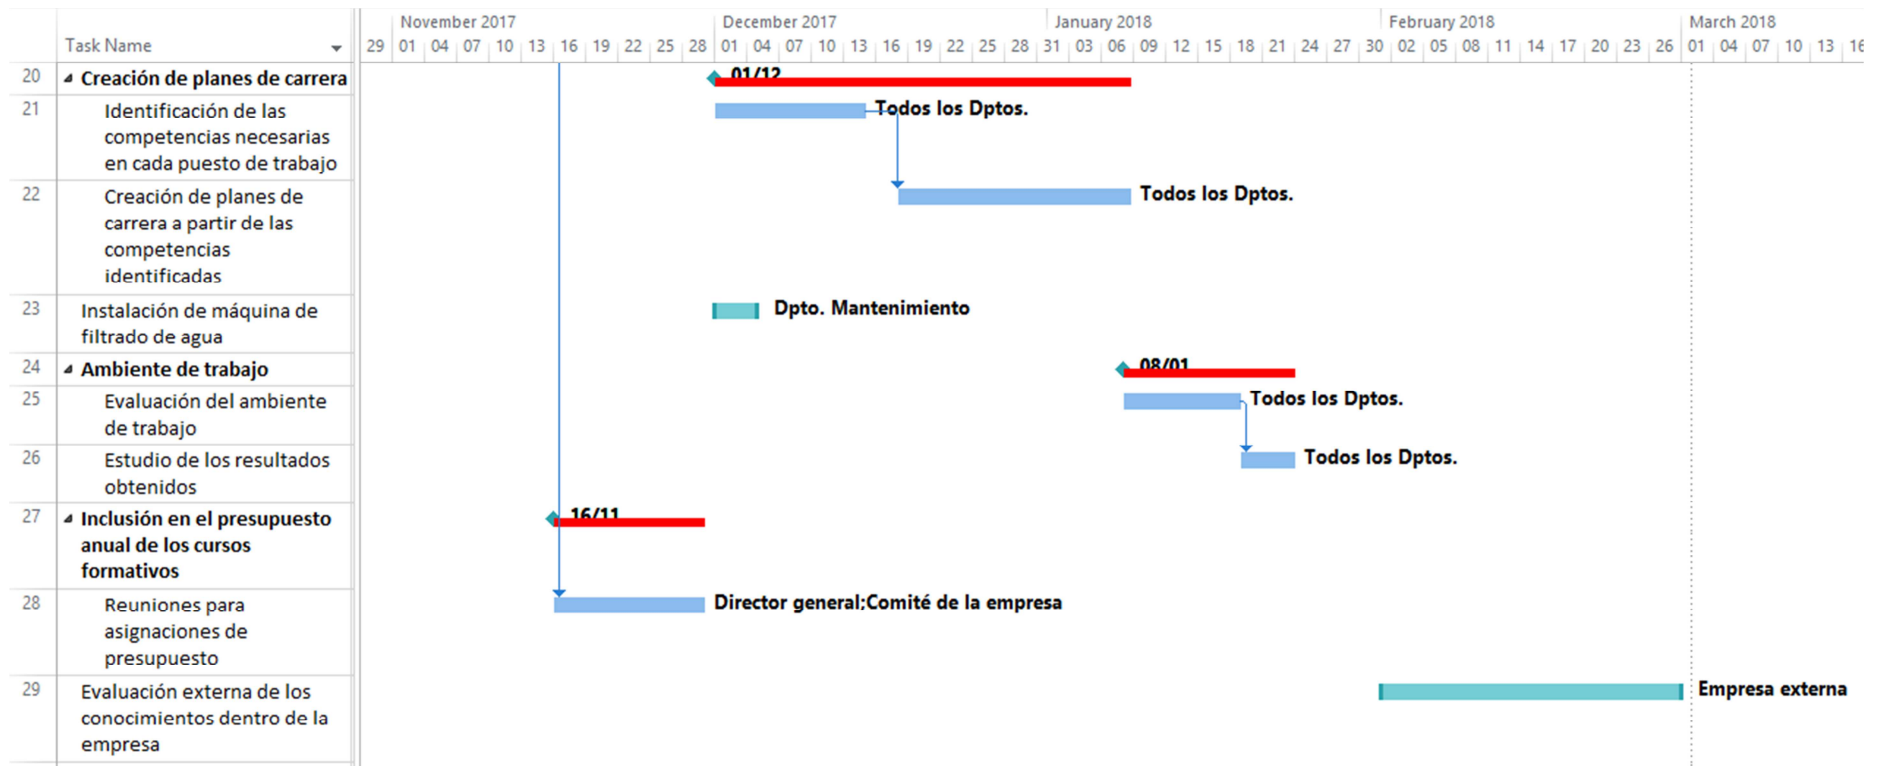 November 2017 December 2017 January 2018 February 2018 March 2018
Task Name 29 01 04 07 10 13 16 19 22 25 28 01 04 07 10 13 16 19 22 25 28 31 03 06 09 12 15 18 21 24 27 30 02 05 08 11 14 17 20 23 26 01 04 07 10 13 16
20 Creación de planes de carrera 01/12
21 Identificación de las Todos los Dptos.
competencias necesarias
en cada puesto de trabajo
22 Creación de planes de Todos los Dptos.
carrera a partir de las
competencias
identificadas
23 Instalación de máquina de Dpto. Mantenimiento
filtrado de agua
24 Ambiente de trabajo 08/01
25 Evaluación del ambiente Todos los Dptos.
de trabajo
26 Estudio de los resultados Todos los Dptos.
obtenidos
27 Inclusión en el presupuesto 16/11
anual de los cursos
formativos
28 Reuniones para Director general;Comité de la empresa
asignaciones de
presupuesto
29 Evaluación externa de los Empresa externa
conocimientos dentro de la
empresa